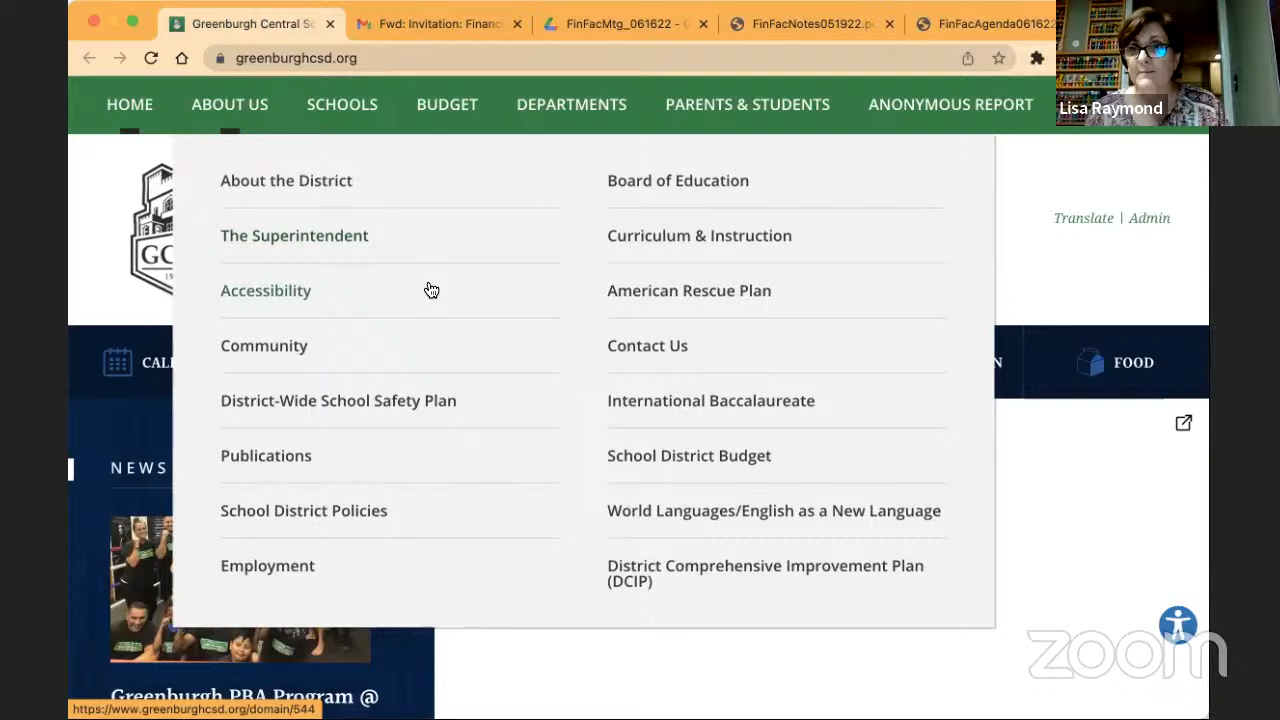 Greenburgh Central Sc
Fwd: Invitation: Financ
FinFacMtg_061622 - G
FinFacNotes051922.p
FinFacAgenda061622
greenburghcsd.org
Lisa Raymond
HOME
ABOUT US
SCHOOLS
BUDGET
DEPARTMENTS
PARENTS & STUDENTS
ANONYMOUS REPORT
About the District
Board of Education
The Superintendent
Curriculum & Instruction
Translate | Admin
Accessibility
American Rescue Plan
Community
Contact Us
CALE
N
FOOD
District-Wide School Safety Plan
International Baccalaureate
Publications
School District Budget
NEWS
School District Policies
World Languages/English as a New Language
Employment
District Comprehensive Improvement Plan
(DCIP)
Greenburgh PBA Program @
https://www.greenburghcsd.org/domain/544
zoom